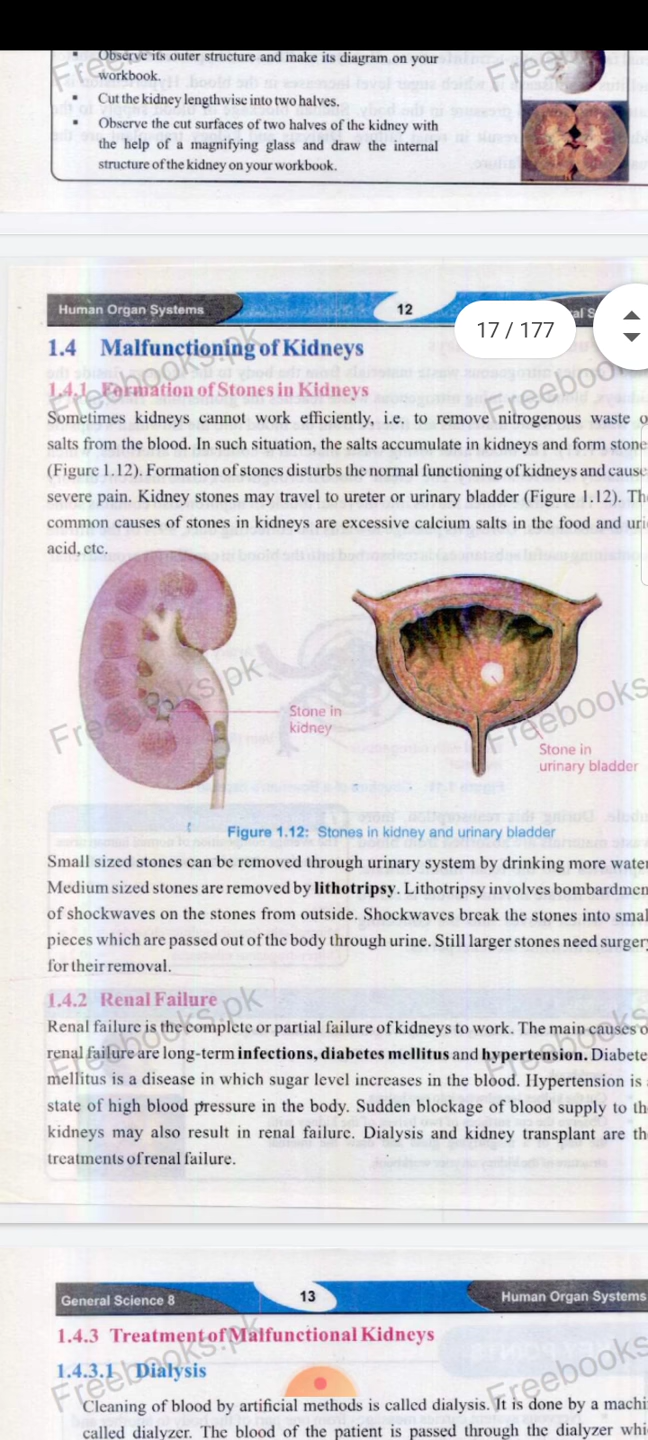 Observe its outer structure and make its diagram on your
workbook.
Cut the kidney lengthwise into two halves.
Observe the cut surfaces of two halves of the kidney with
the help of a magnifying glass and draw the internal
structure of the kidney on your workbook.
Human Organ Systems 12
17 / 177
1.4 Malfunctioning of Kidneys
1.4.1 Formation of Stones in Kidneys
Sometimes kidneys cannot work efficiently, i.e. to remove nitrogenous waste
salts from the blood. In such situation, the salts accumulate in kidneys and form stone
(Figure 1.12). Formation of stones disturbs the normal functioning of kidneys and cause
severe pain. Kidney stones may travel to ureter or urinary bladder (Figure 1.12). Th
common causes of stones in kidneys are excessive calcium salts in the food and uri
acid, etc.
Stone in
kidney
Stone in
urinary bladder
Figure 1.12: Stones in kidney and urinary bladder
Small sized stones can be removed through urinary system by drinking more water
Medium sized stones are removed by lithotripsy. Lithotripsy involves bombardmen
of shockwaves on the stones from outside. Shockwaves break the stones into smal
pieces which are passed out of the body through urine. Still larger stones need surgery
for their removal.
1.4.2 Renal Failure
Renal failure is the complete or partial failure of kidneys to work. The main causes o
renal failure are long-term infections, diabetes mellitus and hypertension. Diabete
mellitus is a disease in which sugar level increases in the blood. Hypertension is
state of high blood pressure in the body. Sudden blockage of blood supply to th
kidneys may also result in renal failure. Dialysis and kidney transplant are th
treatments of renal failure.
General Science 8 13 Human Organ Systems
1.4.3 Treatment of Malfunctional Kidneys
1.4.3.1 Dialysis
Cleaning of blood by artificial methods is called dialysis. It is done by a machi
called dialyzer. The blood of the patient is passed through the dialyzer whi
Freebooks.pk